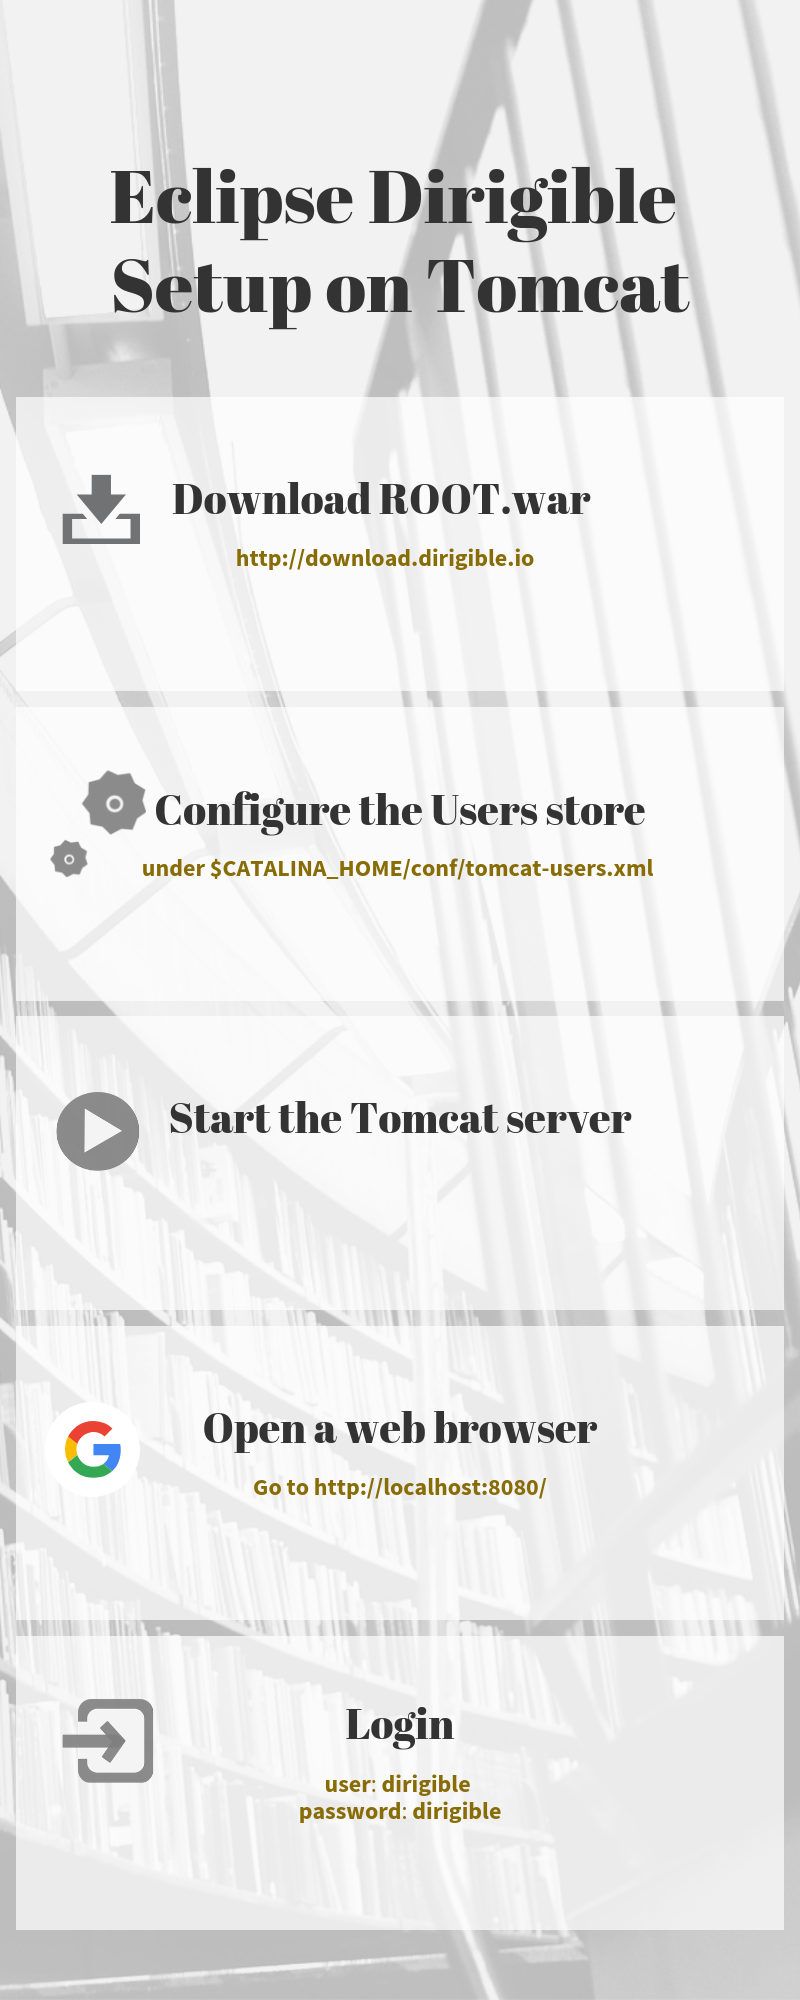 Eclipse Dirigible
Setup on Tomcat
Download ROOT.war
http://download.dirigible.io
Configure the Users store
under $CATALINA_HOME/conf/tomcat-users.xml
Start the Tomcat server
Open a web browser
Go to http://localhost:8080/
Login
user: dirigible
password: dirigible